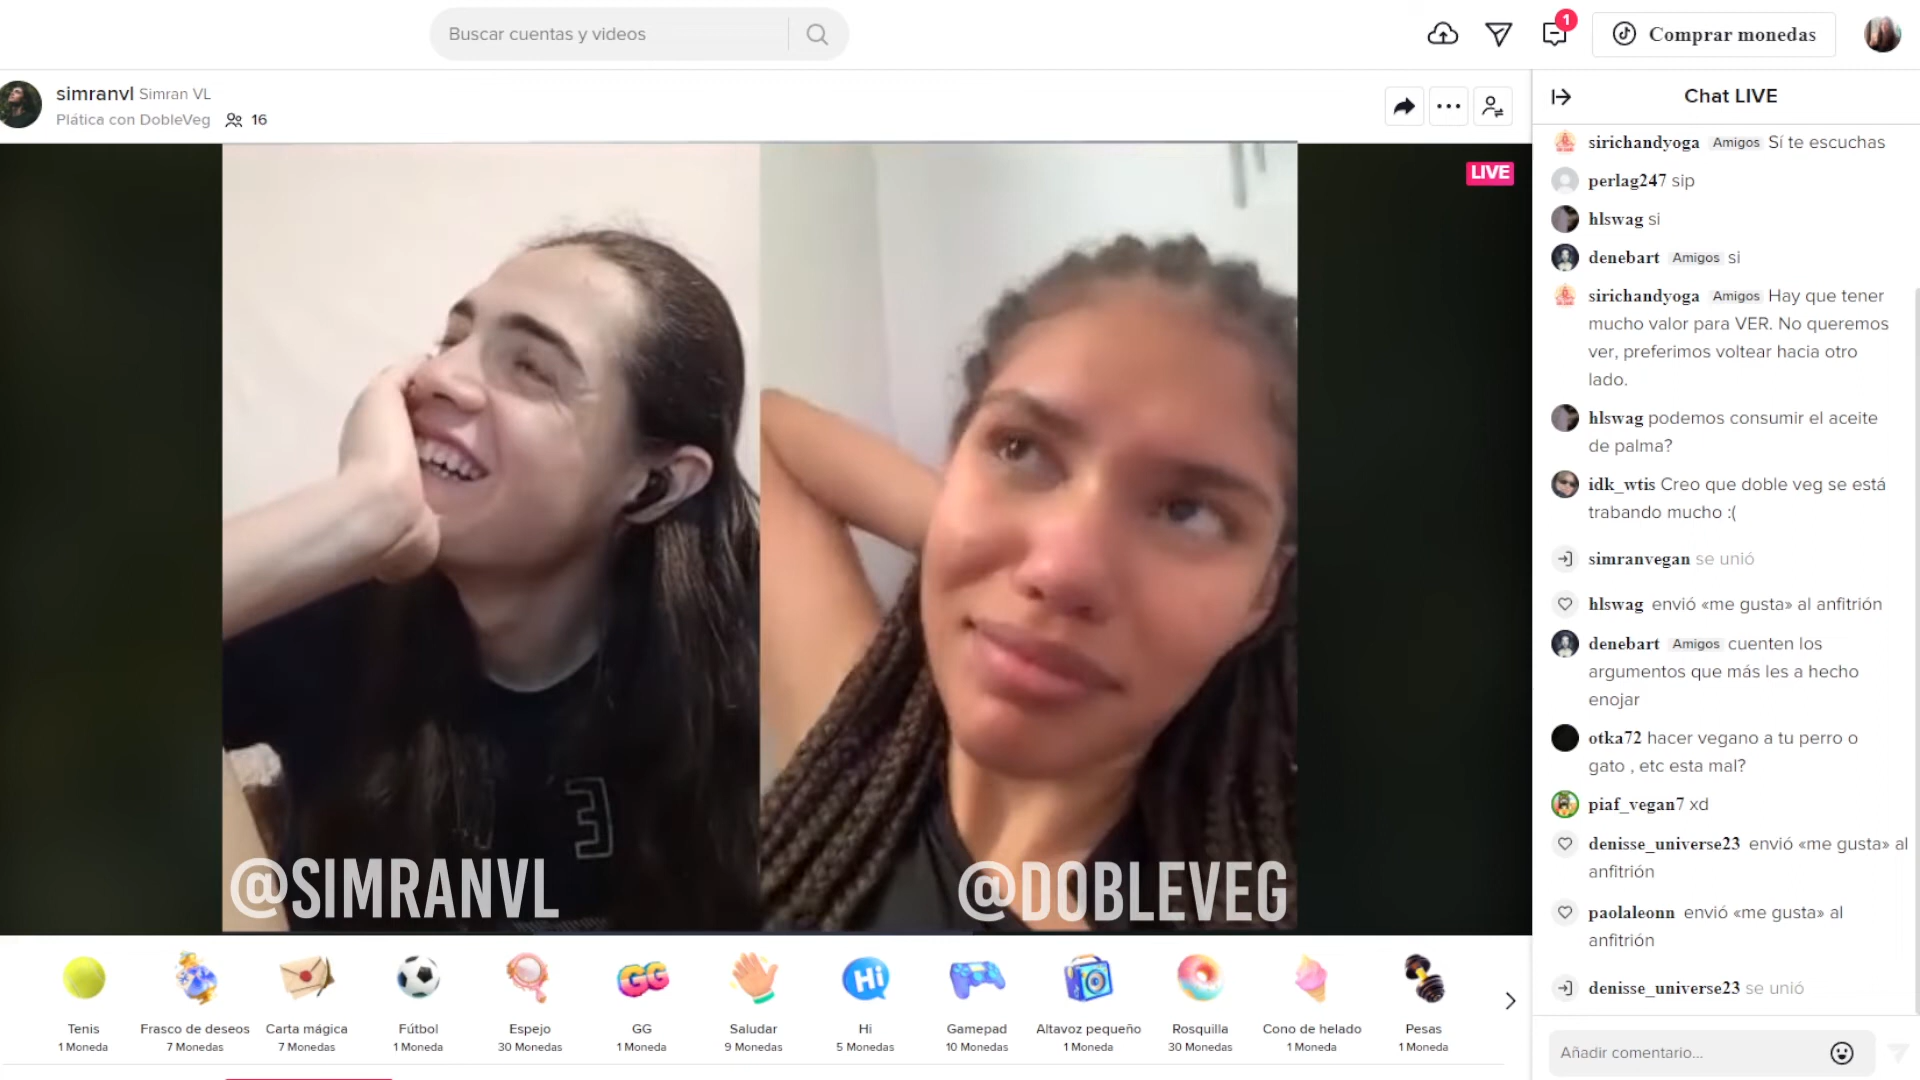 Buscar cuentas y videos
1
Comprar monedas
simranvl Simran VL
Plática con DobleVeg 16
LIVE
@SIMRANVL
@DOBLEVEG
Tenis
1 Moneda
Frasco de deseos
7 Monedas
Carta mágica
7 Monedas
Fútbol
1 Moneda
Espejo
30 Monedas
GG
GG
1 Moneda
Saludar
9 Monedas
Hi
Hi
5 Monedas
Gamepad
10 Monedas
Altavoz pequeño
1 Moneda
Rosquilla
30 Monedas
Cono de helado
1 Moneda
Pesas
1 Moneda
Chat LIVE
sirichandyoga Amigos Sí te escuchas
perlag247 sip
hlswag si
denebart Amigos si
sirichandyoga Amigos Hay que tener
mucho valor para VER. No queremos
ver, preferimos voltear hacia otro
lado.
hlswag podemos consumir el aceite
de palma?
idk_wtis Creo que doble veg se está
trabando mucho :(
simranvegan se unió
hlswag envió «me gusta» al anfitrión
denebart Amigos cuenten los
argumentos que más les a hecho
enojar
otka72 hacer vegano a tu perro o
gato , etc esta mal?
piaf_vegan7 xd
denisse_universe23 envió «me gusta» al
anfitrión
paolaleonn envió «me gusta» al
anfitrión
denisse_universe23 se unió
Añadir comentario...